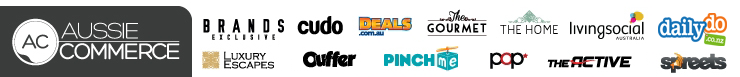 AC AUSSIE COMMERCE
BRANDS EXCLUSIVE
cudo
DEALS .com.au
The GOURMET
THE HOME
livingsocial AUSTRALIA
dailydo .co.nz
LUXURY ESCAPES
Ouffer
PINCHme
pop
THE ACTIVE
spreets